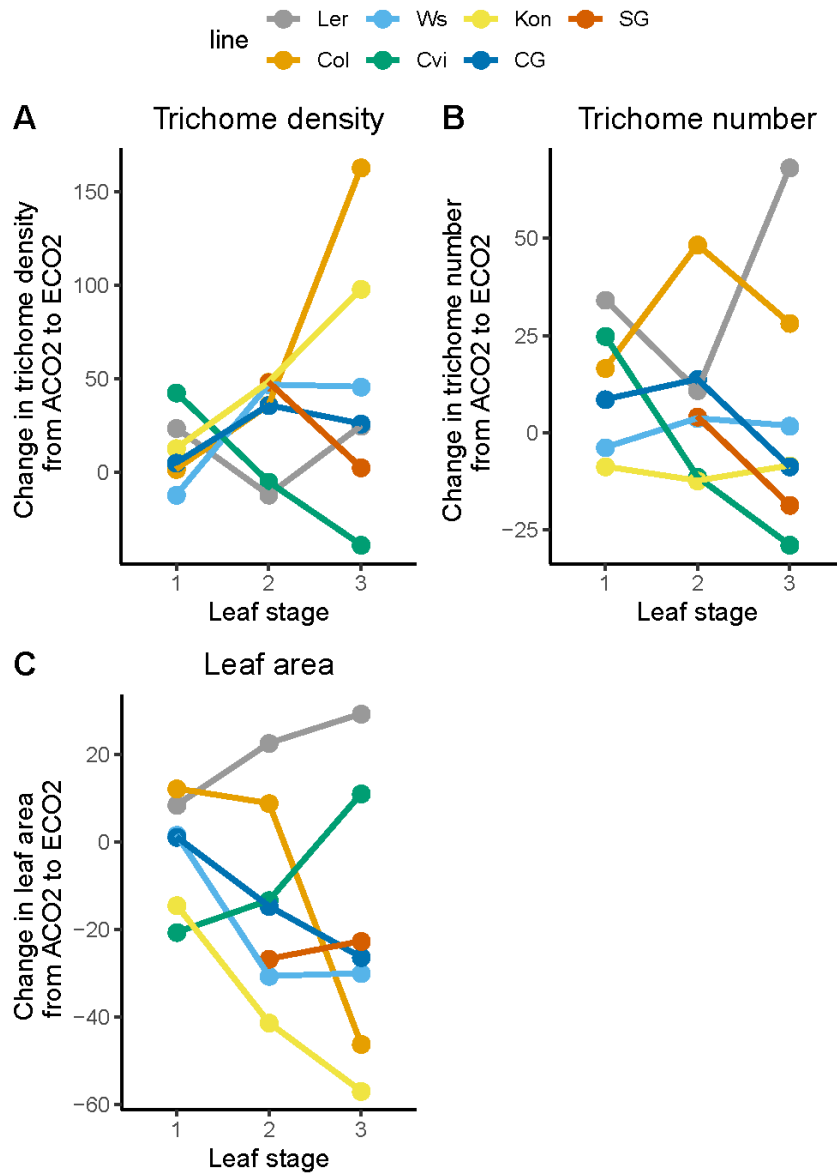 line
Ler
Ws
Kon
SG
Col
Cvi
CG
A
Trichome density
Change in trichome density
from ACO2 to ECO2
150
100
50
0
1 2 3
Leaf stage
B
Trichome number
Change in trichome number
from ACO2 to ECO2
50
25
0
−25
1 2 3
Leaf stage
C
Leaf area
Change in leaf area
from ACO2 to ECO2
20
0
−20
−40
−60
1 2 3
Leaf stage